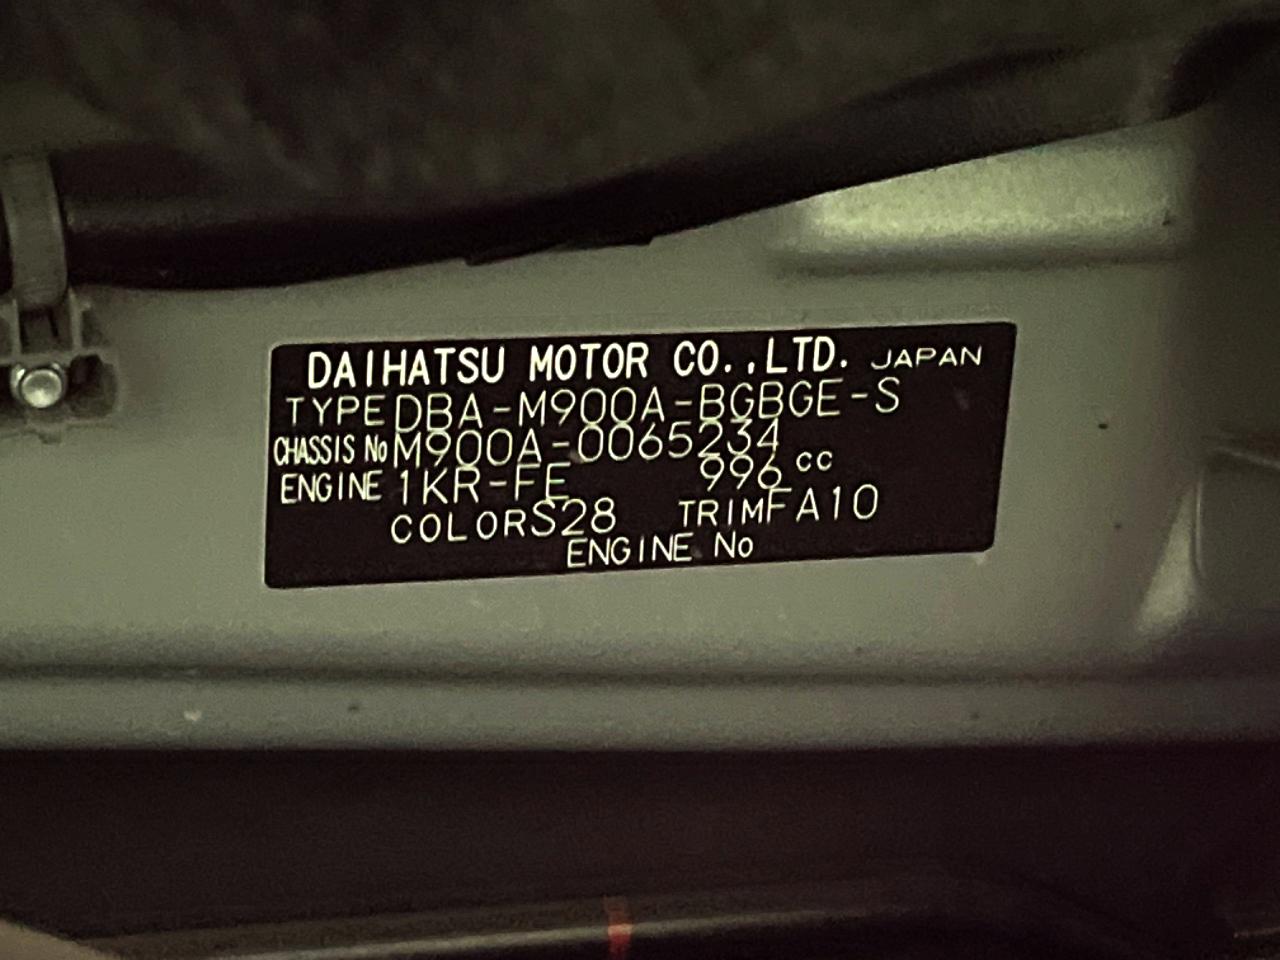 DAIHATSU MOTOR CO.,LTD. JAPAN
TYPE DBA-M900A-BGBGE-S
CHASSIS No M900A-0065234
ENGINE 1KR-FE 996 cc
COLOR S28 TRIM FA10
ENGINE No